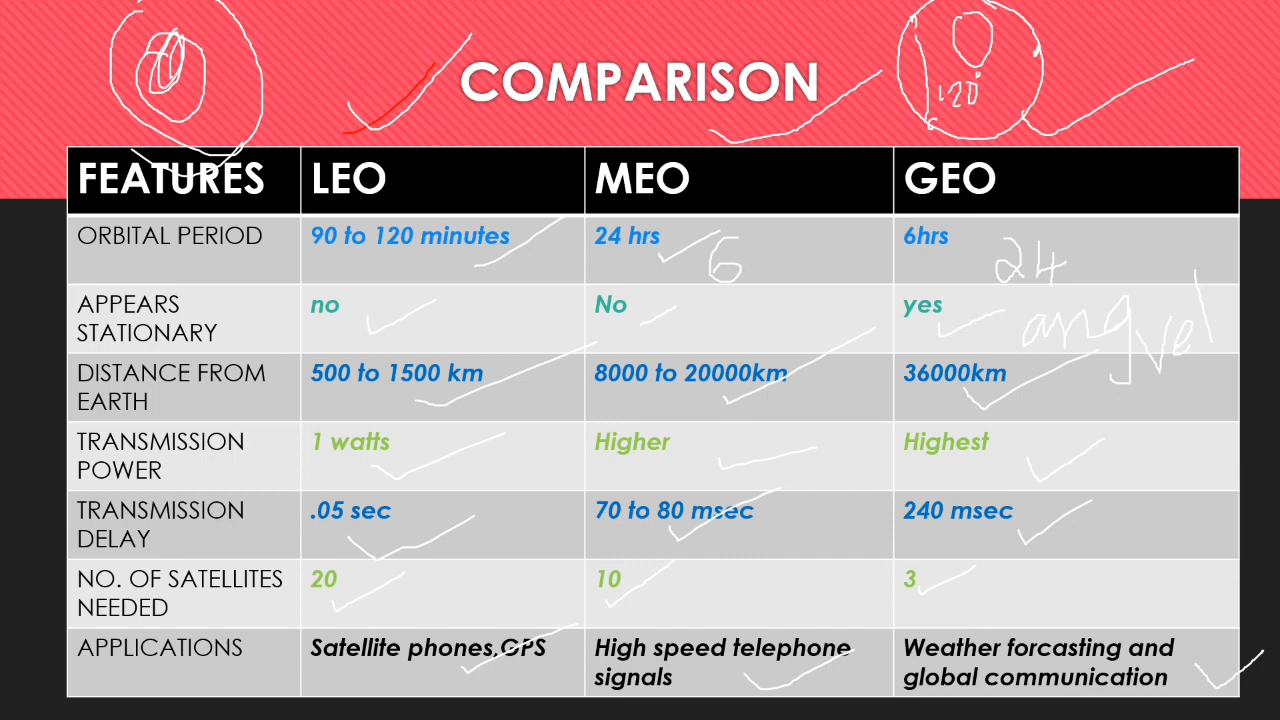 120°
COMPARISON
FEATURES LEO MEO GEO
ORBITAL PERIOD 90 to 120 minutes 24 hrs 6 6hrs 24
APPEARS
STATIONARY no No yes ang vel
DISTANCE FROM
EARTH 500 to 1500 km 8000 to 20000km 36000km
TRANSMISSION
POWER 1 watts Higher Highest
TRANSMISSION
DELAY .05 sec 70 to 80 msec 240 msec
NO. OF SATELLITES
NEEDED 20 10 3
APPLICATIONS Satellite phones,GPS High speed telephone
signals Weather forcasting and
global communication